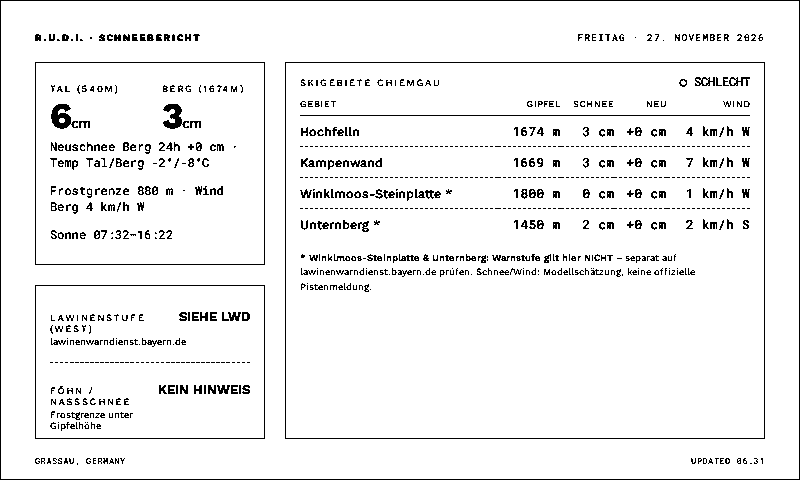 R.U.D.I. · SCHNEEBERICHT
FREITAG · 27. NOVEMBER 2026
TAL (540M)
BERG (1674M)
6cm
3cm
Neuschnee Berg 24h +0 cm ·
Temp Tal/Berg -2°/-8°C
Frostgrenze 880 m · Wind
Berg 4 km/h W
Sonne 07:32–16:22
LAWINENSTUFE (WEST)
SIEHE LWD
lawinenwarndienst.bayern.de
FÖHN / NASSSCHNEE
KEIN HINWEIS
Frostgrenze unter
Gipfelhöhe
SKIGEBIETE CHIEMGAU
O SCHLECHT
GEBIET GIPFEL SCHNEE NEU WIND
Hochfelln 1674 m 3 cm +0 cm 4 km/h W
Kampenwand 1669 m 3 cm +0 cm 7 km/h W
Winklmoos-Steinplatte * 1800 m 0 cm +0 cm 1 km/h W
Unternberg * 1450 m 2 cm +0 cm 2 km/h S
* Winklmoos-Steinplatte & Unternberg: Warnstufe gilt hier NICHT – separat auf
lawinenwarndienst.bayern.de prüfen. Schnee/Wind: Modellschätzung, keine offizielle
Pistenmeldung.
GRASSAU, GERMANY
UPDATED 06.31